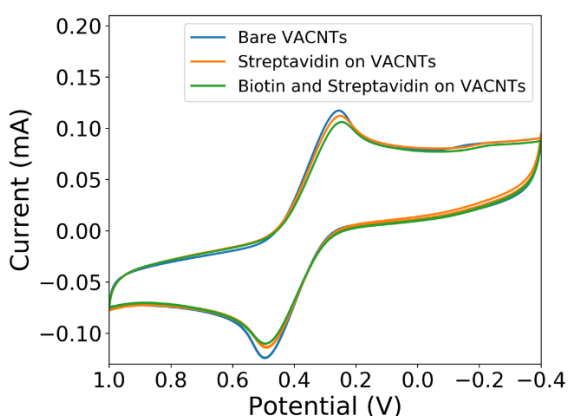 0.20
0.15
0.10
0.05
0.00
−0.05
−0.10
Current (mA)
Bare VACNTs
Streptavidin on VACNTs
Biotin and Streptavidin on VACNTs
1.0 0.8 0.6 0.4 0.2 0.0 −0.2 −0.4
Potential (V)